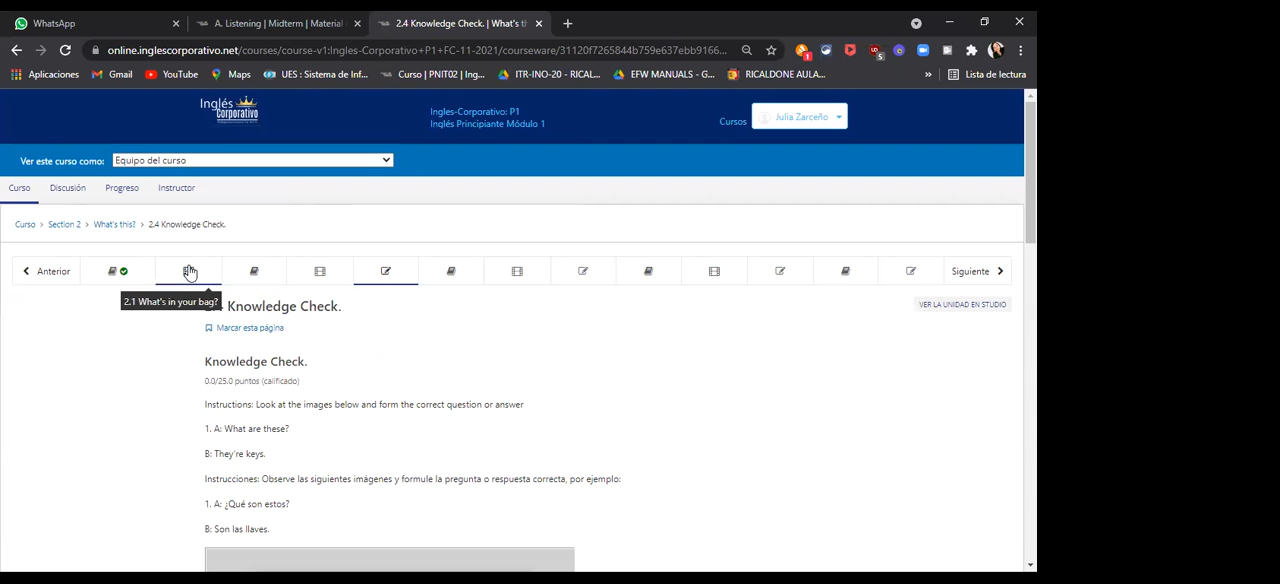 WhatsApp
A. Listening | Midterm | Material
2.4 Knowledge Check. | What's th
online.inglescorporativo.net/courses/course-v1:Ingles-Corporativo+P1+FC-11-2021/courseware/31120f7265844b759e637ebb9166...
Aplicaciones Gmail YouTube Maps UES : Sistema de Inf... Curso | PNIT02 | Ing... ITR-INO-20 - RICAL... EFW MANUALS - G... RICALDONE AULA... » Lista de lectura
Inglés
Corporativo
Ingles-Corporativo: P1
Inglés Principiante Módulo 1
Cursos
Julia Zarceño
Ver este curso como: Equipo del curso
Curso Discusión Progreso Instructor
Curso > Section 2 > What's this? > 2.4 Knowledge Check.
Anterior
Siguiente
2.1 What's in your bag?
Knowledge Check.
VER LA UNIDAD EN STUDIO
Marcar esta página
Knowledge Check.
0.0/25.0 puntos (calificado)
Instructions: Look at the images below and form the correct question or answer
1. A: What are these?
B: They're keys.
Instrucciones: Observe las siguientes imágenes y formule la pregunta o respuesta correcta, por ejemplo:
1. A: ¿Qué son estos?
B: Son las llaves.